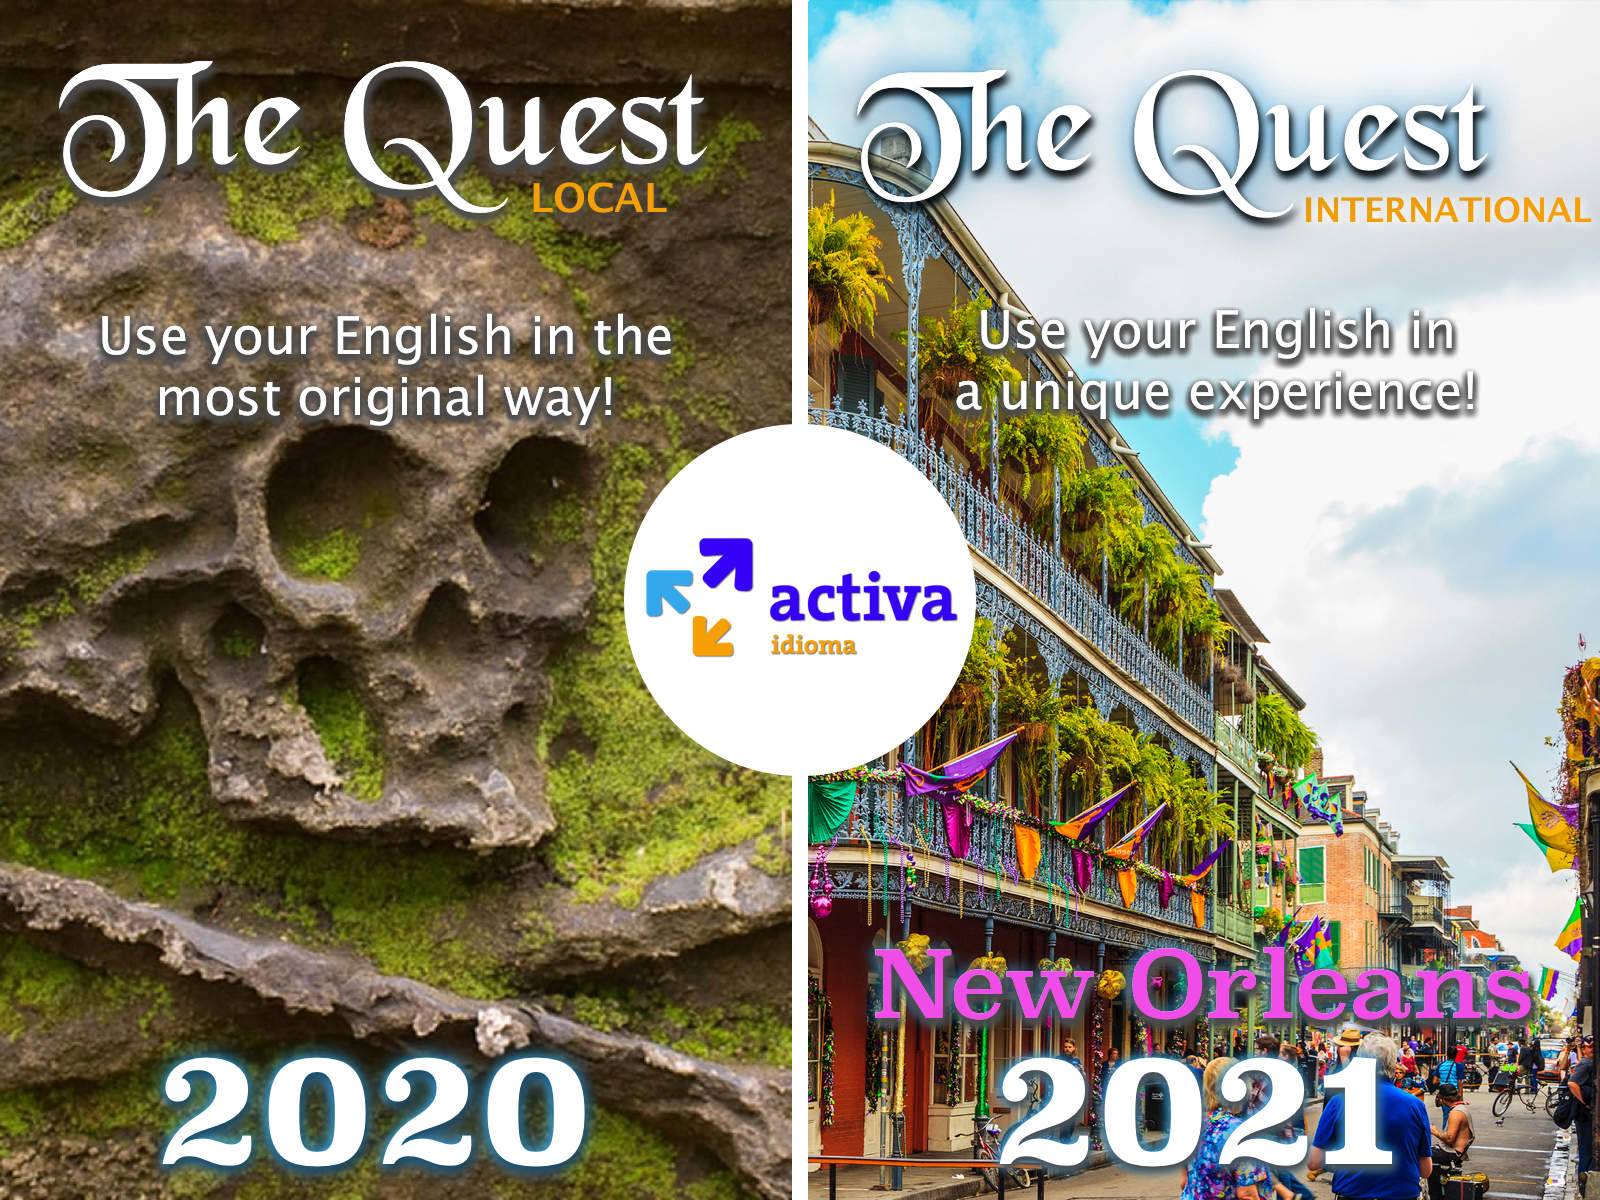 The Quest
LOCAL
Use your English in the
most original way!
2020
activa
idioma
The Quest
INTERNATIONAL
Use your English in
a unique experience!
New Orleans
2021